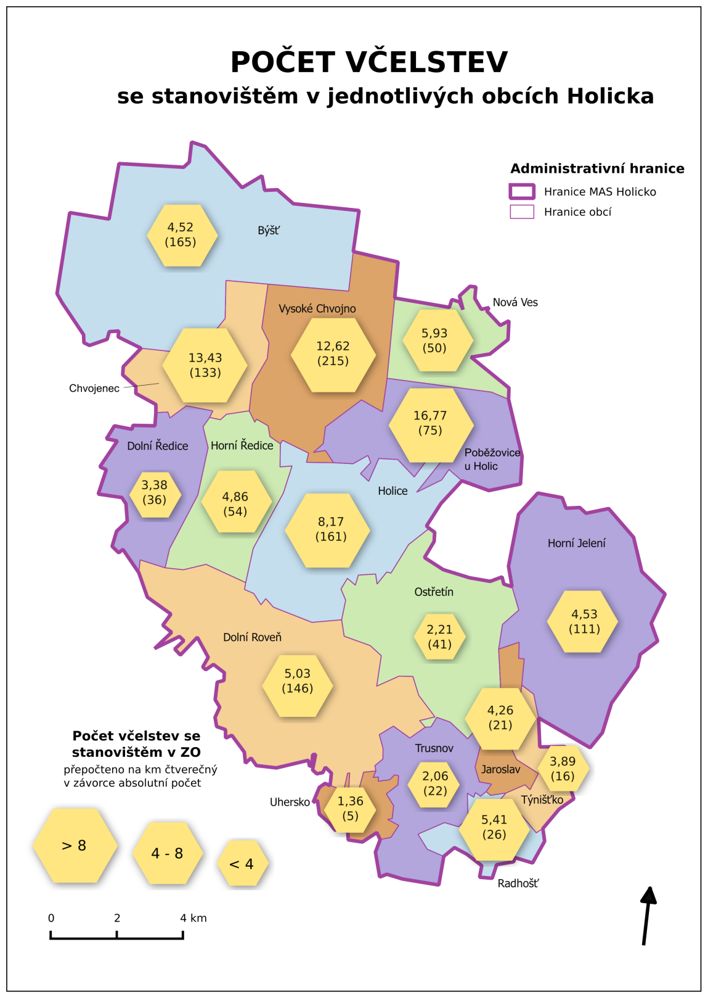 POČET VČELSTEV
se stanovištěm v jednotlivých obcích Holicka
Administrativní hranice
Hranice MAS Holicko
Hranice obcí
4,52
(165)
Býšť
Vysoké Chvojno
12,62
(215)
Nová Ves
5,93
(50)
13,43
(133)
Chvojenec
16,77
(75)
Poběžovice
u Holic
Dolní Ředice
3,38
(36)
Horní Ředice
4,86
(54)
Holice
8,17
(161)
Horní Jelení
4,53
(111)
Ostřetín
2,21
(41)
Dolní Roveň
5,03
(146)
4,26
(21)
Jaroslav
Trusnov
2,06
(22)
3,89
(16)
Týnišťko
Uhersko
1,36
(5)
5,41
(26)
Radhošť
Počet včelstev se
stanovištěm v ZO
přepočteno na km čtverečný
v závorce absolutní počet
> 8
4 - 8
< 4
0 2 4 km